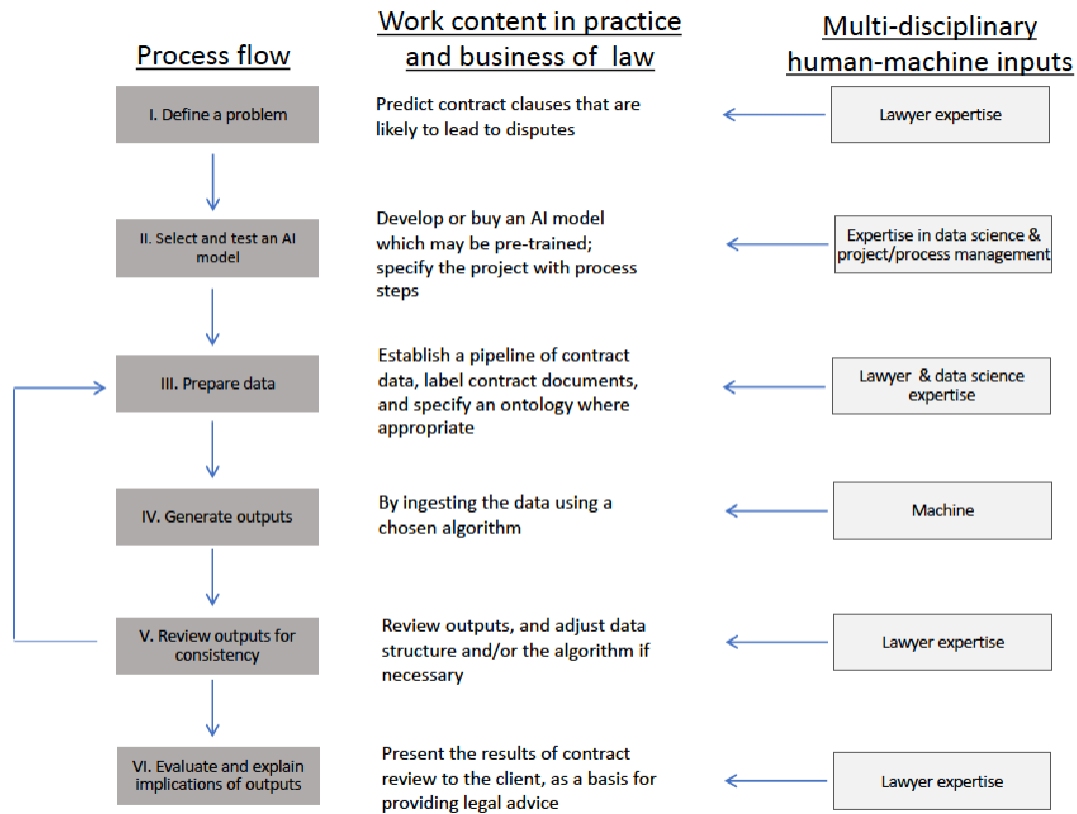 Process flow
Work content in practice
and business of law
Multi-disciplinary
human-machine inputs
I. Define a problem
Predict contract clauses that are
likely to lead to disputes
Lawyer expertise
II. Select and test an AI
model
Develop or buy an AI model
which may be pre-trained;
specify the project with process
steps
Expertise in data science &
project/process management
III. Prepare data
Establish a pipeline of contract
data, label contract documents,
and specify an ontology where
appropriate
Lawyer & data science
expertise
IV. Generate outputs
By ingesting the data using a
chosen algorithm
Machine
V. Review outputs for
consistency
Review outputs, and adjust data
structure and/or the algorithm if
necessary
Lawyer expertise
VI. Evaluate and explain
implications of outputs
Present the results of contract
review to the client, as a basis for
providing legal advice
Lawyer expertise